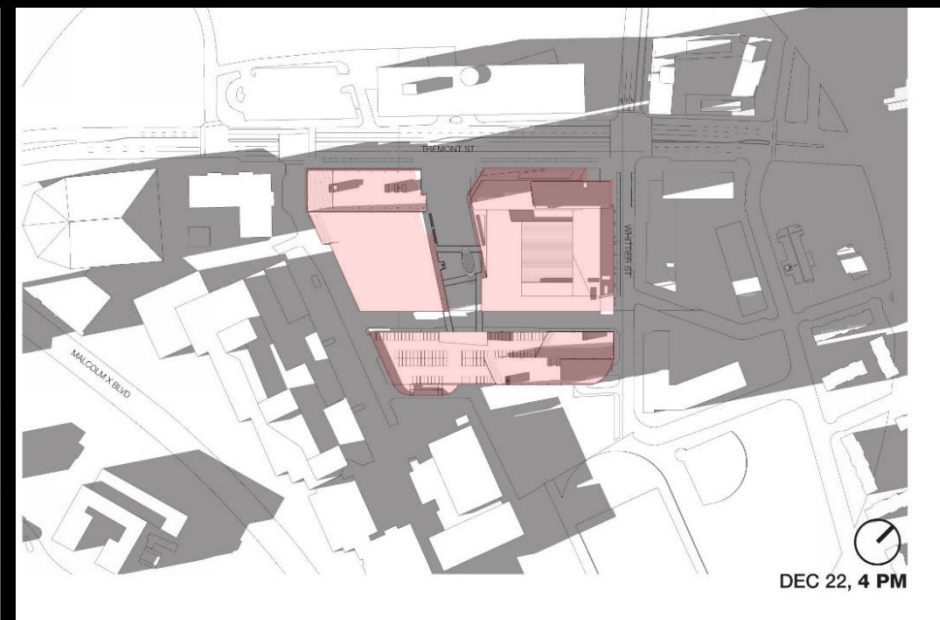 TREMONT ST
WHITTIER ST
MALCOLM X BLVD
DEC 22, 4 PM